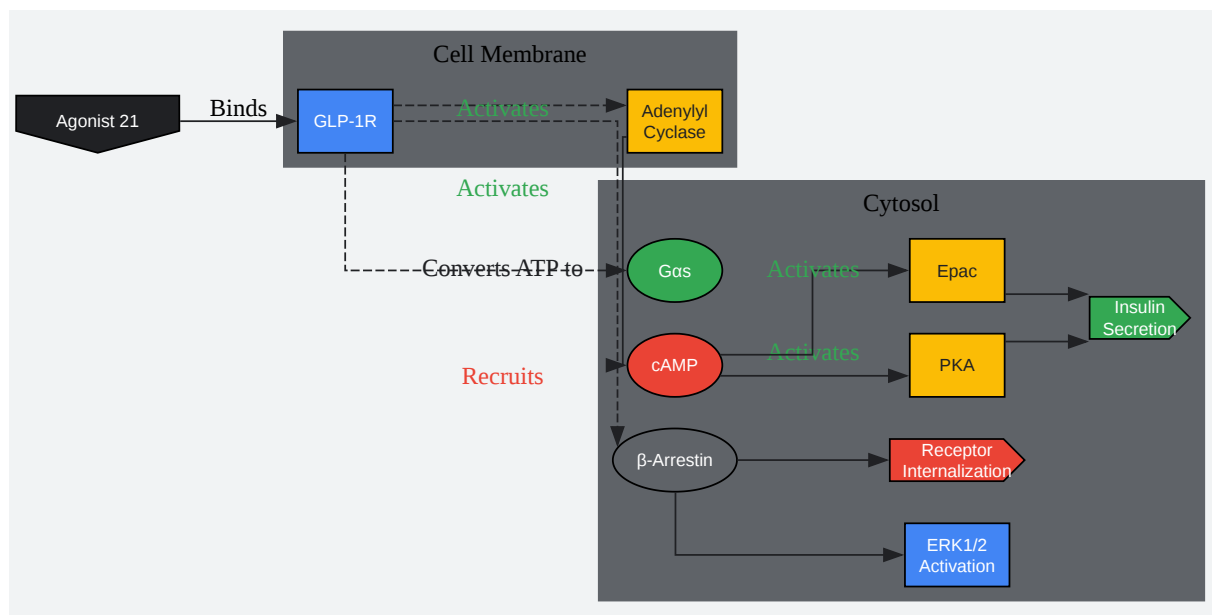 Cell Membrane
Agonist 21
Binds
GLP-1R
Activates
Adenylyl
Cyclase
Activates
Cytosol
Converts ATP to
Gαs
Activates
Epac
Insulin
Secretion
Recruits
cAMP
Activates
PKA
β-Arrestin
Receptor
Internalization
ERK1/2
Activation